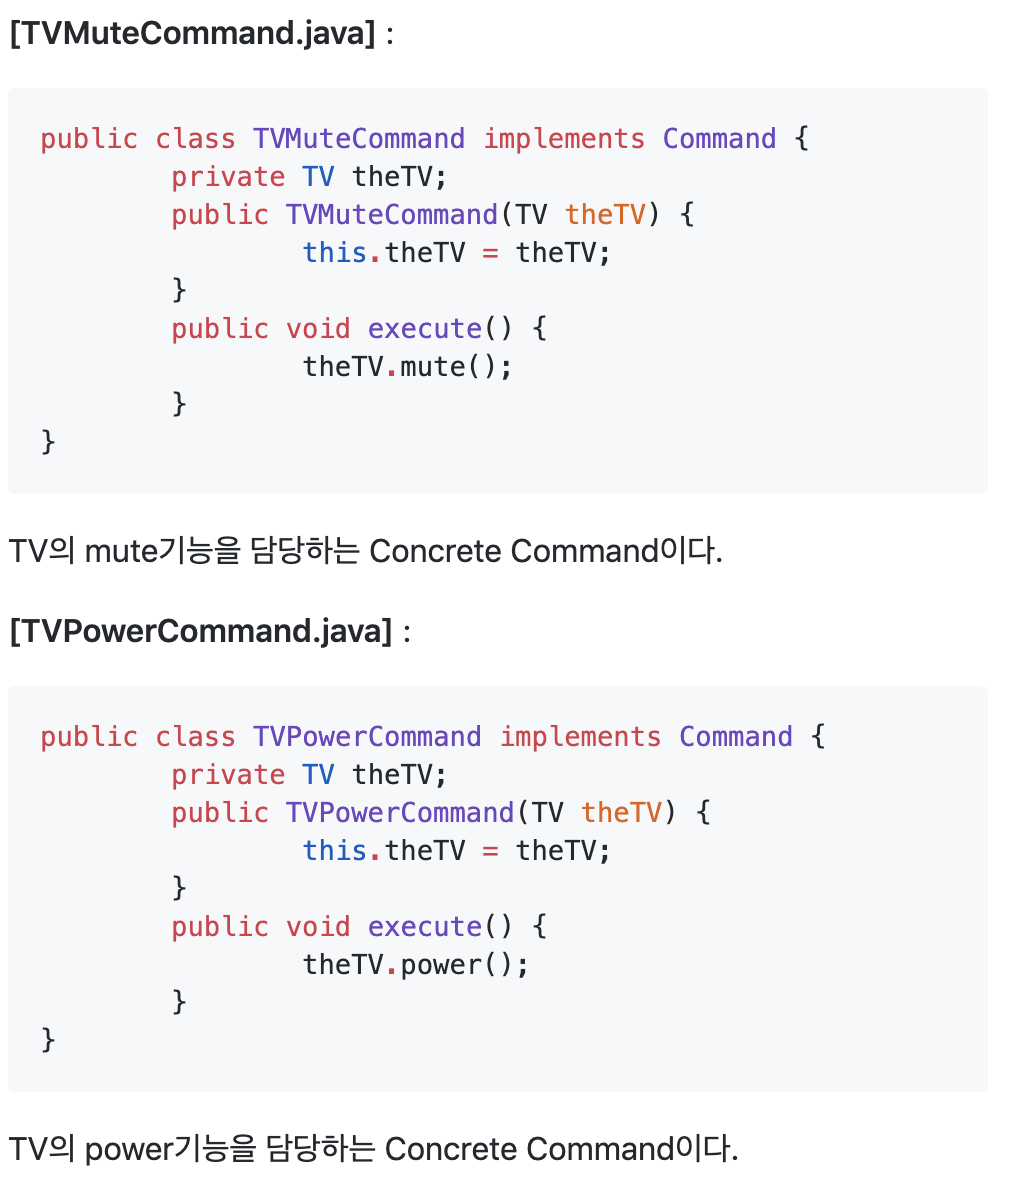 [TVMuteCommand.java] :
public class TVMuteCommand implements Command {
        private TV theTV;
        public TVMuteCommand(TV theTV) {
                this.theTV = theTV;
        }
        public void execute() {
                theTV.mute();
        }
}
TV의 mute기능을 담당하는 Concrete Command이다.
[TVPowerCommand.java] :
public class TVPowerCommand implements Command {
        private TV theTV;
        public TVPowerCommand(TV theTV) {
                this.theTV = theTV;
        }
        public void execute() {
                theTV.power();
        }
}
TV의 power기능을 담당하는 Concrete Command이다.